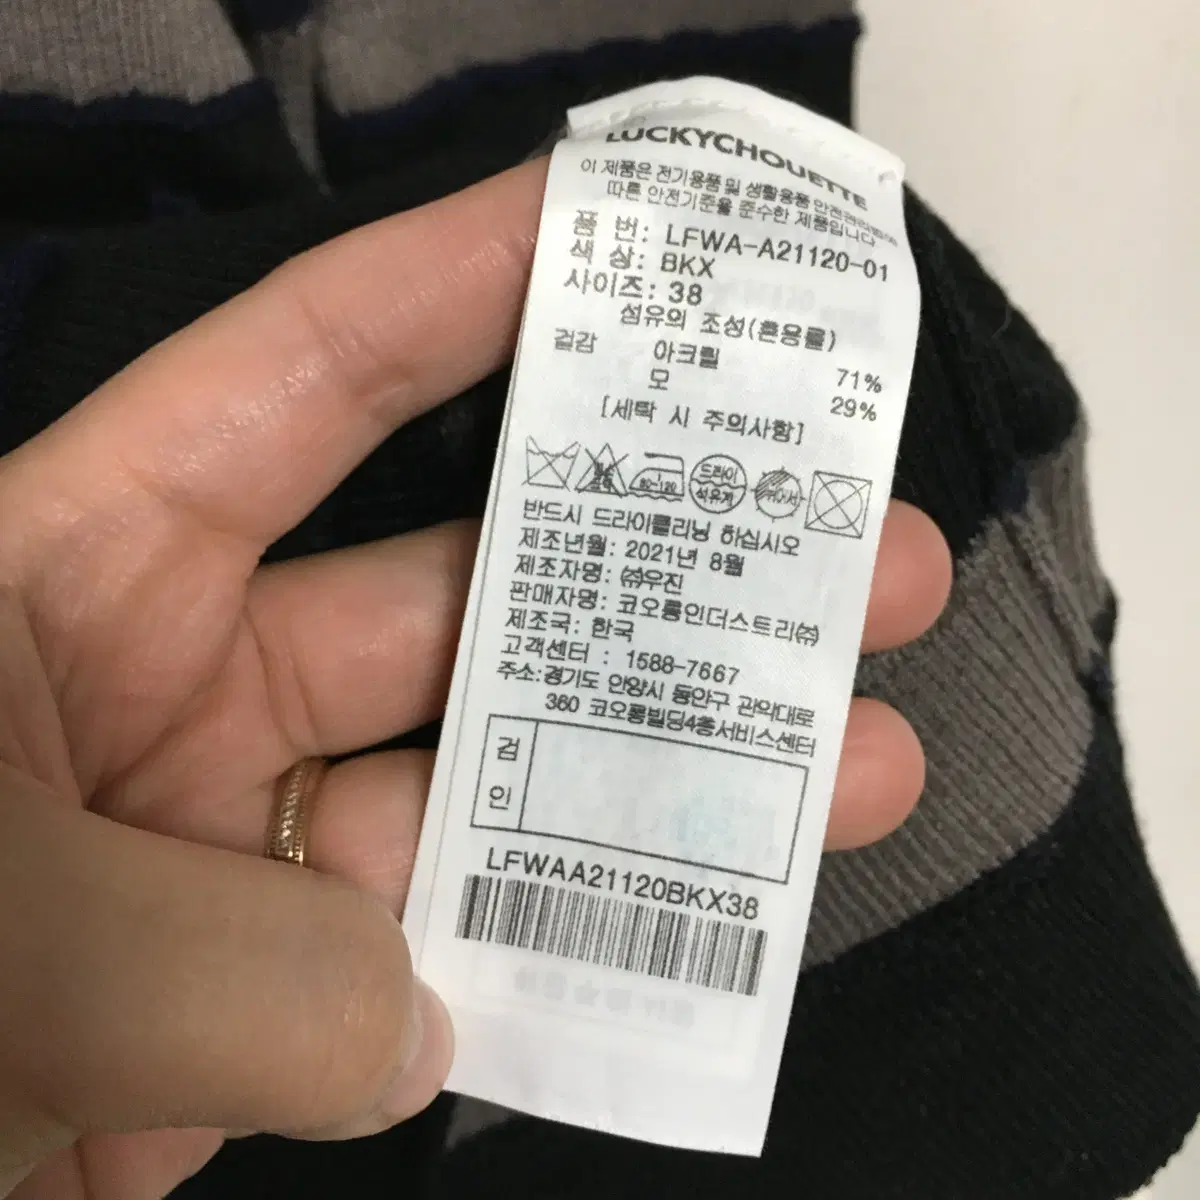 LUCKYCHOUETTE
이 제품은 전기용품 및 생활용품 안전관리법에
따른 안전기준을 준수한 제품입니다
품 번: LFWA-A21120-01
색 상: BKX
사이즈: 38
섬유의 조성(혼용률)
겉감 아크릴 71%
모 29%
[세탁 시 주의사항]
80-120 드라이
석유계
반드시 드라이클리닝 하십시오
제조년월: 2021년 8월
제조자명: ㈜우진
판매자명: 코오롱인더스트리㈜
제조국: 한국
고객센터 : 1588-7667
주소:경기도 안양시 동안구 관악대로
360 코오롱빌딩4층서비스센터
검
인
LFWAA21120BKX38